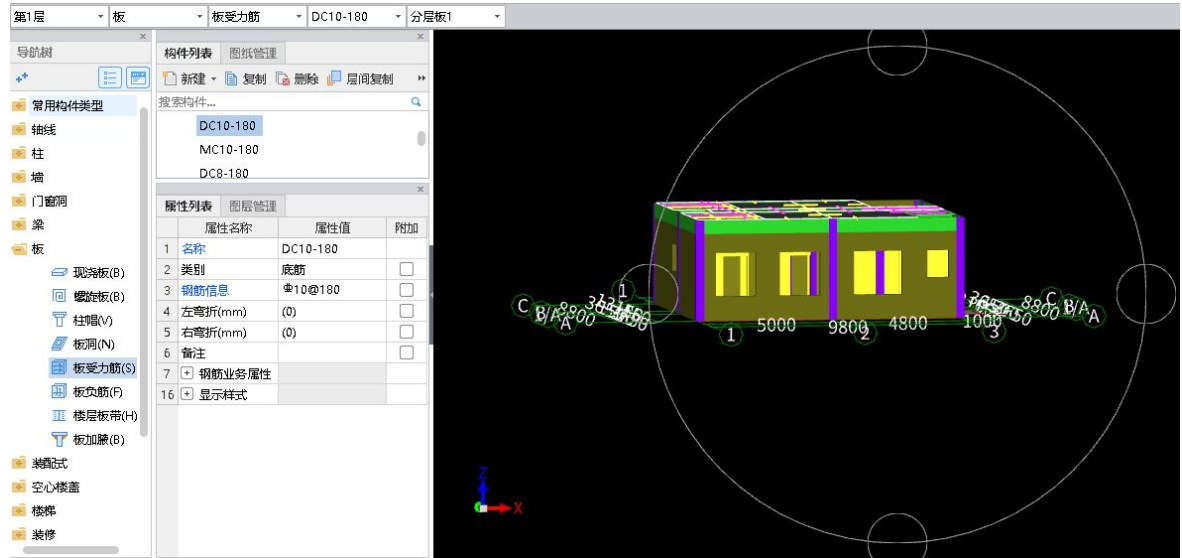 第1层 板 板受力筋 DC10-180 分层板1
导航树
常用构件类型
轴线
柱
墙
门窗洞
梁
板
现浇板(B)
螺旋板(B)
柱帽(V)
板洞(N)
板受力筋(S)
板负筋(F)
楼层板带(H)
板加腋(B)
装配式
空心楼盖
楼梯
装修
构件列表 图纸管理
新建 复制 删除 层间复制
搜索构件...
DC10-180
MC10-180
DC8-180
属性列表 图层管理
属性名称 属性值 附加
1 名称 DC10-180
2 类别 底筋
3 钢筋信息 ⌽10@180
4 左弯折(mm) (0)
5 右弯折(mm) (0)
6 备注
7 + 钢筋业务属性
16 + 显示样式
C B/A A 8800 1
1 5000 9800 2 4800 1000 3
8800 C B/A A
Z
X